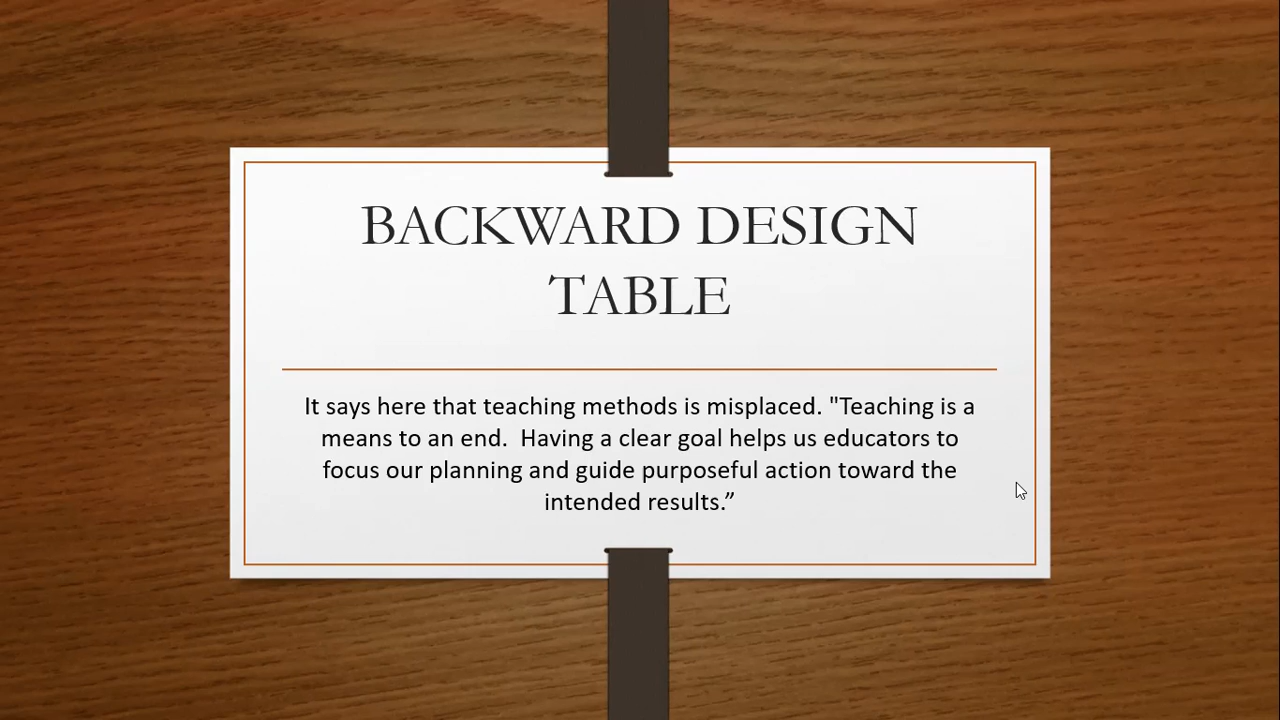 BACKWARD DESIGN
TABLE
It says here that teaching methods is misplaced. "Teaching is a
means to an end.  Having a clear goal helps us educators to
focus our planning and guide purposeful action toward the
intended results.”